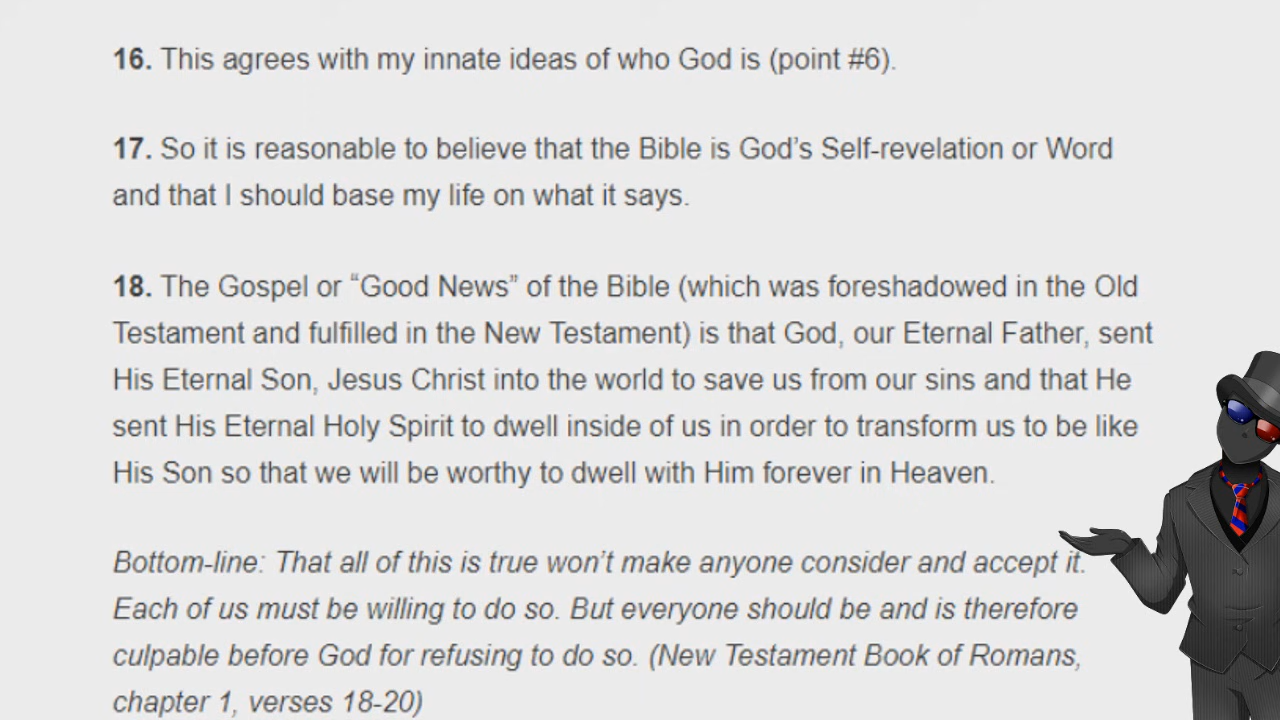 16. This agrees with my innate ideas of who God is (point #6).
17. So it is reasonable to believe that the Bible is God’s Self-revelation or Word
and that I should base my life on what it says.
18. The Gospel or “Good News” of the Bible (which was foreshadowed in the Old
Testament and fulfilled in the New Testament) is that God, our Eternal Father, sent
His Eternal Son, Jesus Christ into the world to save us from our sins and that He
sent His Eternal Holy Spirit to dwell inside of us in order to transform us to be like
His Son so that we will be worthy to dwell with Him forever in Heaven.
Bottom-line: That all of this is true won’t make anyone consider and accept it.
Each of us must be willing to do so. But everyone should be and is therefore
culpable before God for refusing to do so. (New Testament Book of Romans,
chapter 1, verses 18-20)